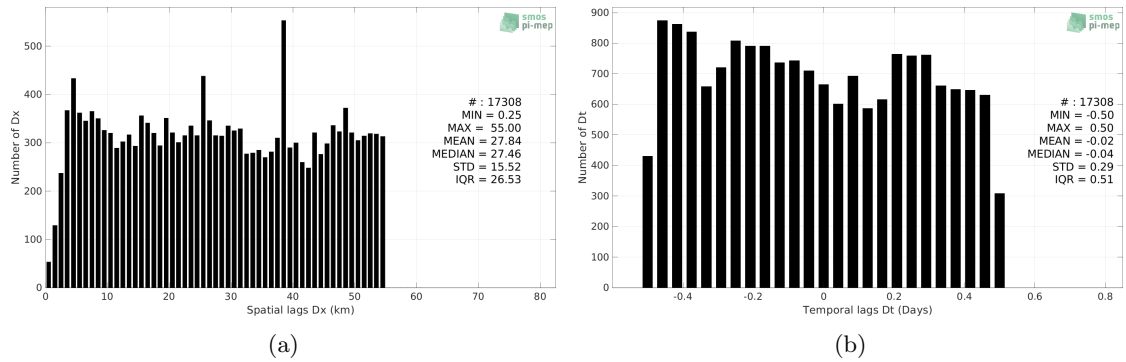 smos
pi-mep
500
400
300
200
100
0
Number of Dx
# : 17308
MIN = 0.25
MAX = 55.00
MEAN = 27.84
MEDIAN = 27.46
STD = 15.52
IQR = 26.53
0 10 20 30 40 50 60 70 80
Spatial lags Dx (km)
(a)
smos
pi-mep
900
800
700
600
500
400
300
200
100
0
Number of Dt
# : 17308
MIN = -0.50
MAX = 0.50
MEAN = -0.02
MEDIAN = -0.04
STD = 0.29
IQR = 0.51
-0.4 -0.2 0 0.2 0.4 0.6 0.8
Temporal lags Dt (Days)
(b)